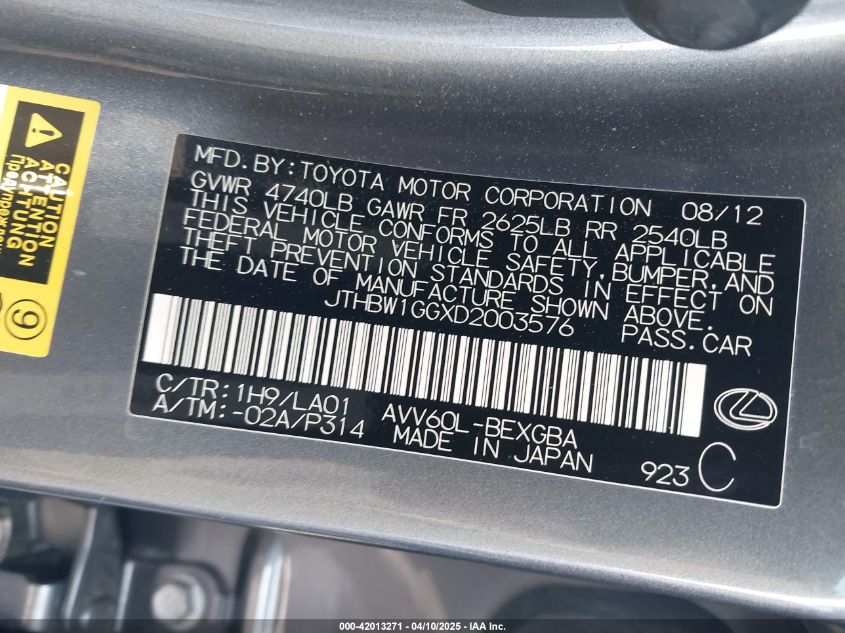 MFD.BY:TOYOTA MOTOR CORPORATION 08/12
GVWR 4740LB GAWR FR 2625LB RR 2540LB
THIS VEHICLE CONFORMS TO ALL APPLICABLE
FEDERAL MOTOR VEHICLE SAFETY,BUMPER,AND
THEFT PREVENTION STANDARDS IN EFFECT ON
THE DATE OF MANUFACTURE SHOWN ABOVE.
JTHBW1GGXD2003576 PASS.CAR
C/TR:1H9/LA01 AVV60L-BEXGBA
A/TM:-02A/P314 MADE IN JAPAN
923 C
CAUTION
ATTENTION
ACHTUNG
9
000-42013271 - 04/10/2025 - IAA Inc.